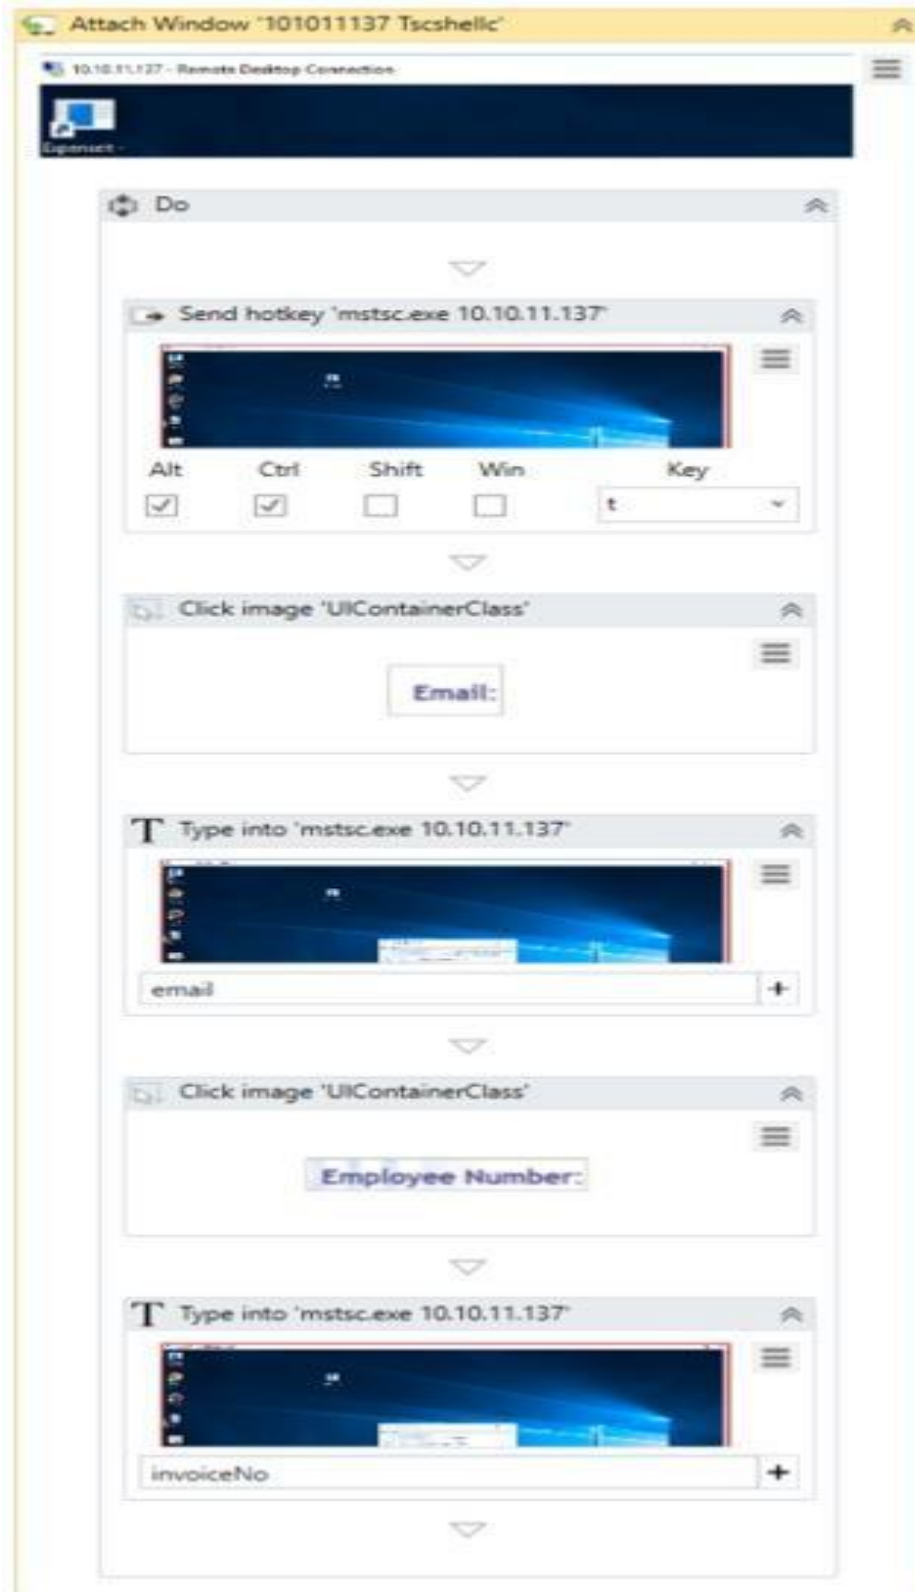 Attach Window '101011137 Tscshellc'
10.10.11.137 - Remote Desktop Connection
Do
Send hotkey 'mstsc.exe 10.10.11.137'
Alt Ctrl Shift Win Key
t
Click image 'UIContainerClass'
Email:
Type into 'mstsc.exe 10.10.11.137'
email
Click image 'UIContainerClass'
Employee Number:
Type into 'mstsc.exe 10.10.11.137'
invoiceNo